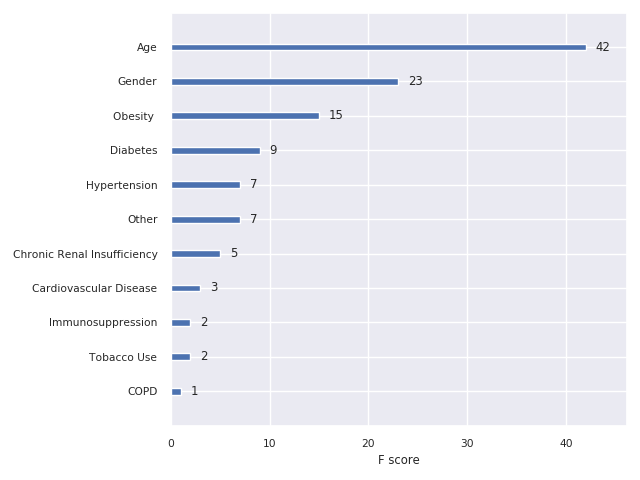 Age 42
Gender 23
Obesity 15
Diabetes 9
Hypertension 7
Other 7
Chronic Renal Insufficiency 5
Cardiovascular Disease 3
Immunosuppression 2
Tobacco Use 2
COPD 1
0 10 20 30 40
F score